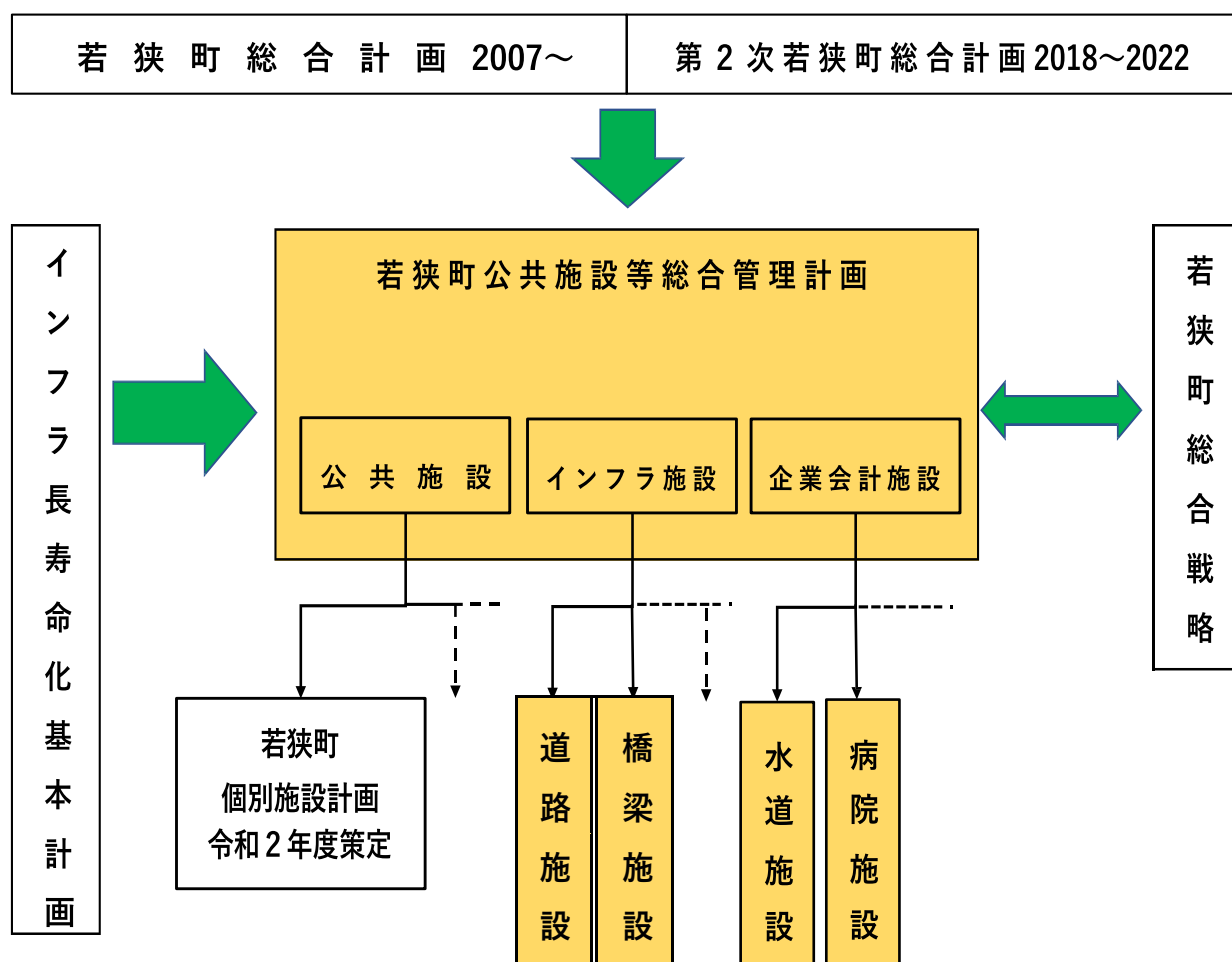 若狭町総合計画 2007～
第２次若狭町総合計画2018～2022
インフラ長寿命化基本計画
若狭町公共施設等総合管理計画
公共施設
インフラ施設
企業会計施設
若狭町総合戦略
若狭町
個別施設計画
令和２年度策定
道路施設
橋梁施設
水道施設
病院施設